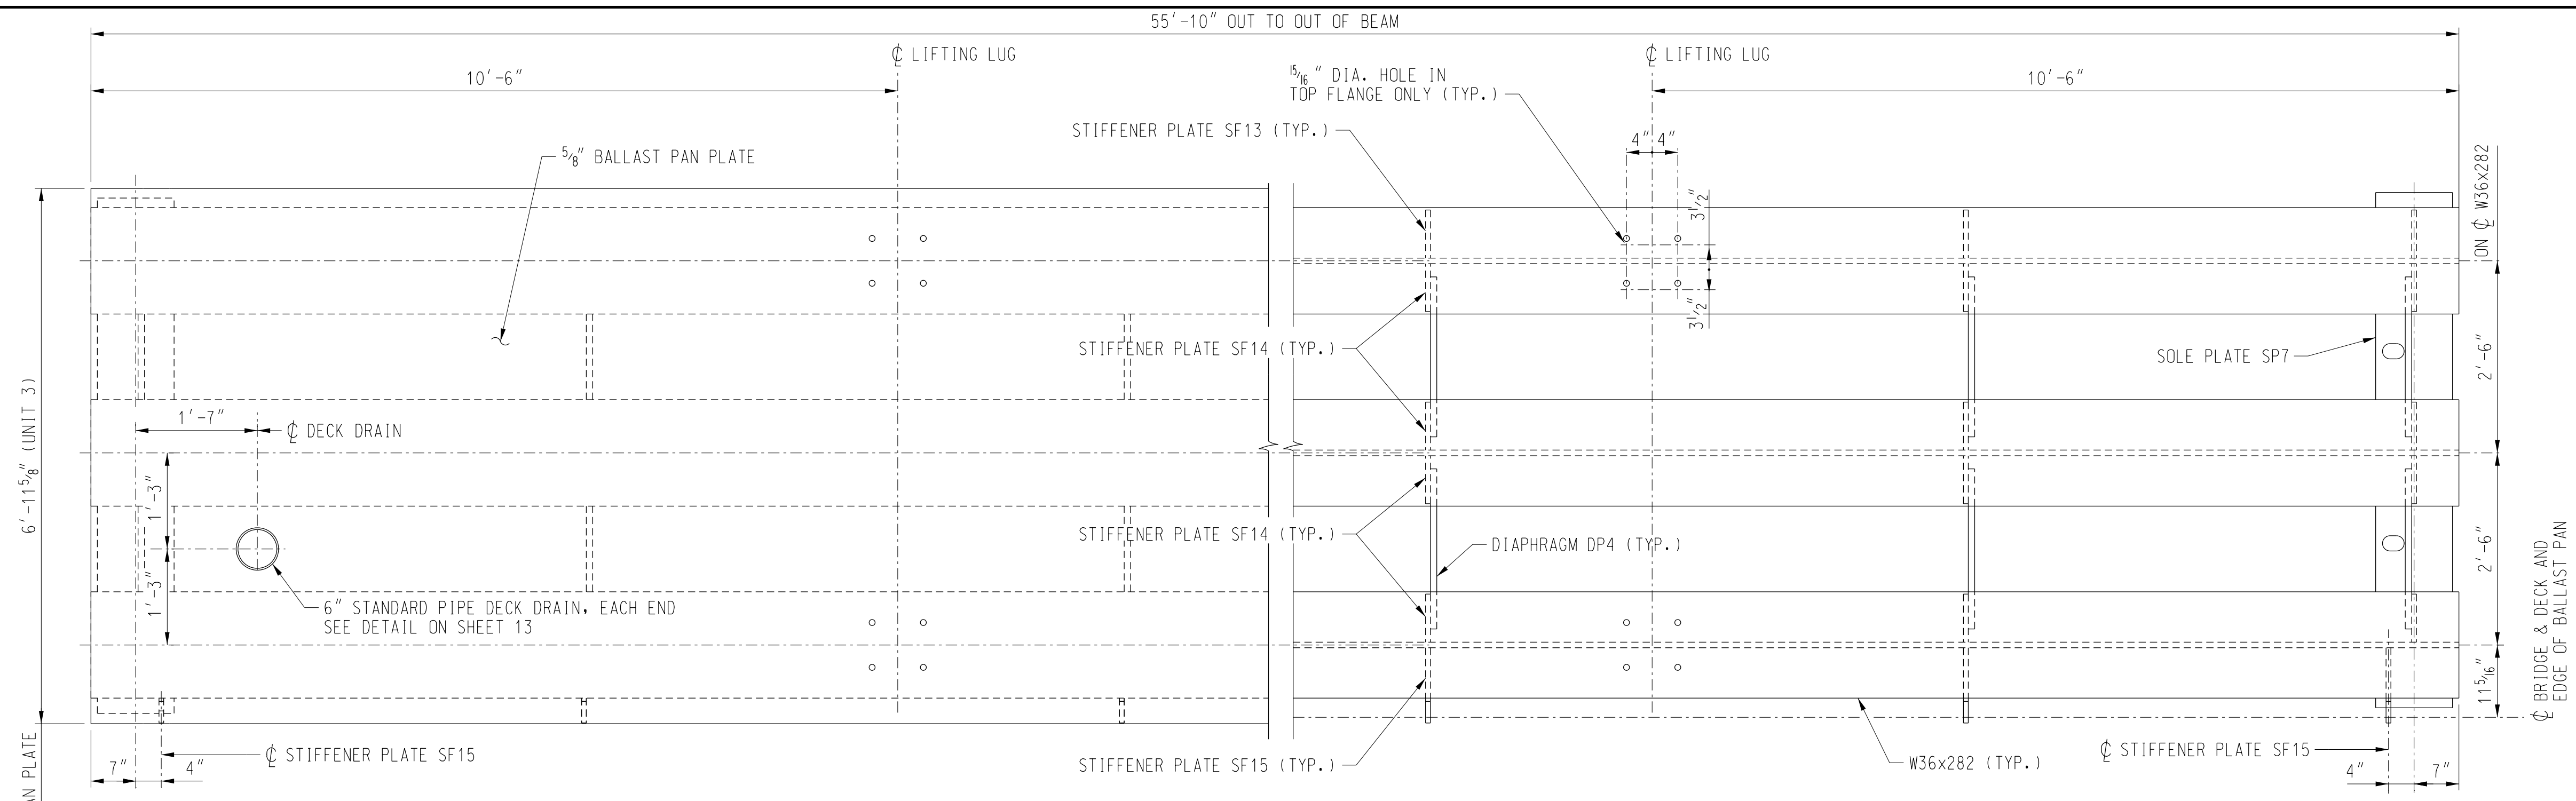 55'-10" OUT TO OUT OF BEAM
℄ LIFTING LUG
℄ LIFTING LUG
10'-6"
15/16" DIA. HOLE IN
TOP FLANGE ONLY (TYP.)
10'-6"
STIFFENER PLATE SF13 (TYP.)
4" 4"
5/8" BALLAST PAN PLATE
ON ℄ W36x282
3 1/2"
3 1/2"
STIFFENER PLATE SF14 (TYP.)
SOLE PLATE SP7
2'-6"
6'-11 5/8" (UNIT 3)
1'-7"
℄ DECK DRAIN
1'-3"
1'-3"
STIFFENER PLATE SF14 (TYP.)
DIAPHRAGM DP4 (TYP.)
2'-6"
6" STANDARD PIPE DECK DRAIN, EACH END
SEE DETAIL ON SHEET 13
11 5/16"
℄ BRIDGE & DECK AND
EDGE OF BALLAST PAN
℄ STIFFENER PLATE SF15
7" 4"
STIFFENER PLATE SF15 (TYP.)
W36x282 (TYP.)
℄ STIFFENER PLATE SF15
4" 7"
PLATE